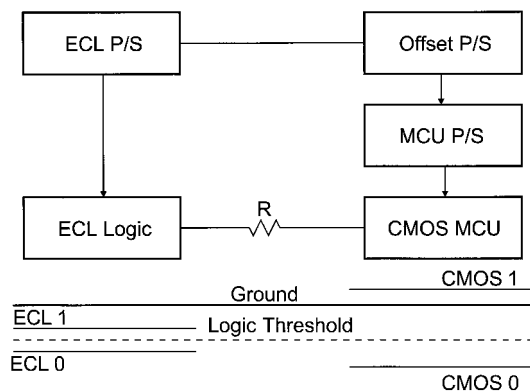 ECL P/S
Offset P/S
MCU P/S
ECL Logic
R
CMOS MCU
CMOS 1
Ground
ECL 1
Logic Threshold
ECL 0
CMOS 0